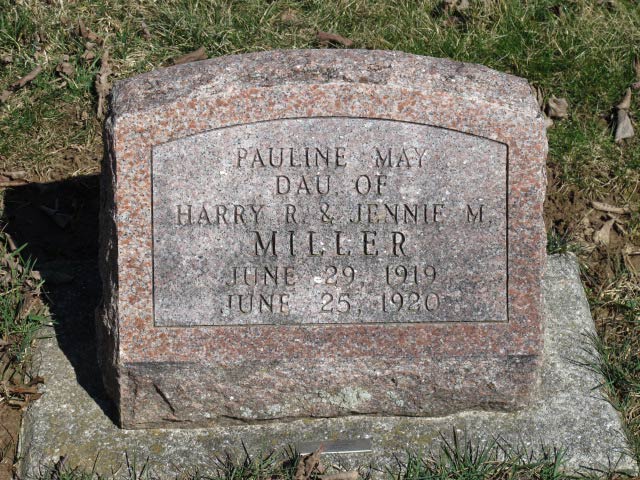 PAULINE MAY
DAU. OF
HARRY R. & JENNIE M.
MILLER
JUNE 29 1919
JUNE 25, 1920